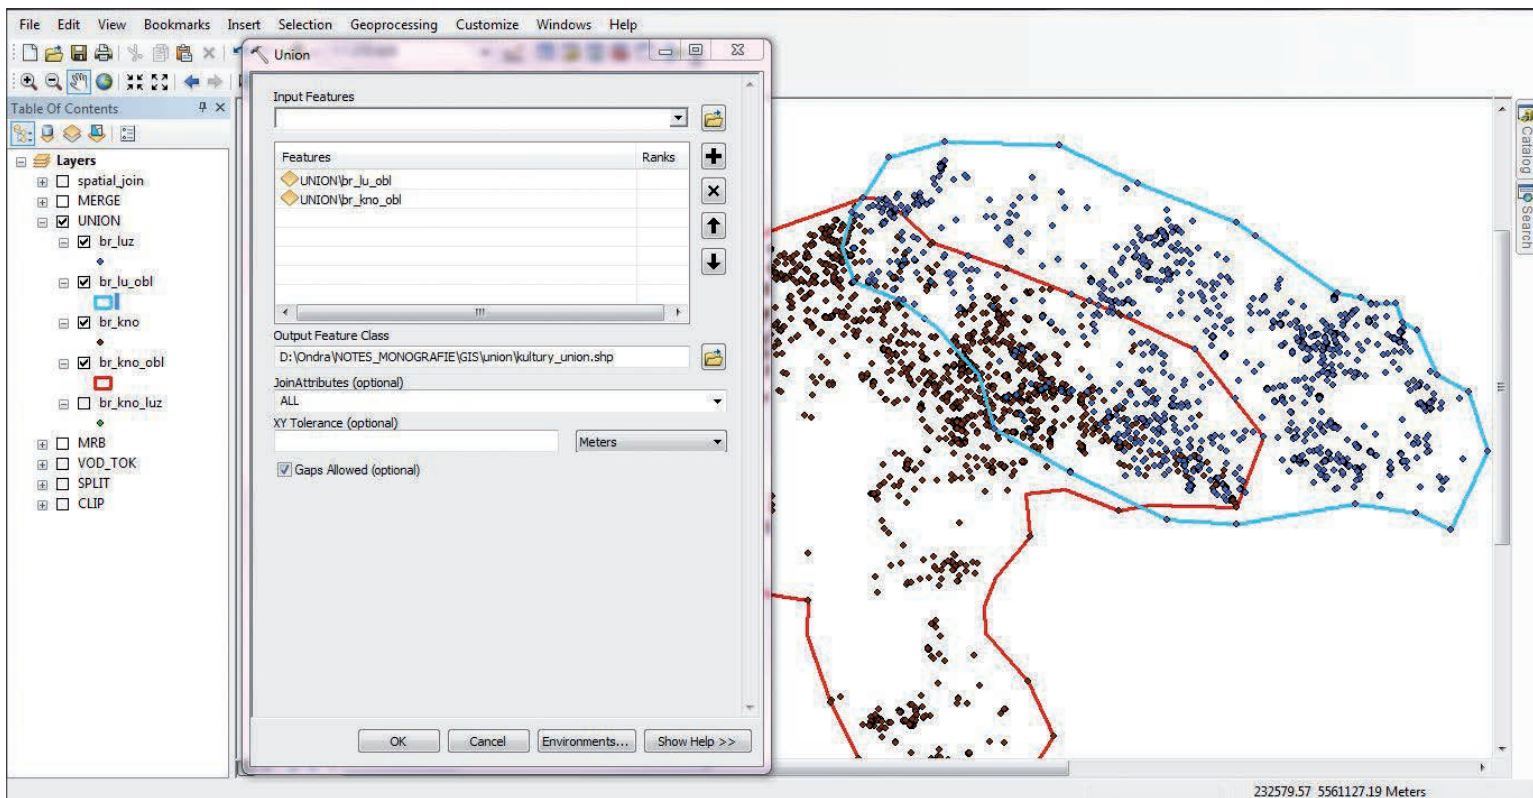 File Edit View Bookmarks Insert Selection Geoprocessing Customize Windows Help
Union
Table Of Contents
Layers
spatial_join
MERGE
UNION
br_luz
br_lu_obl
br_kno
br_kno_obl
br_kno_luz
MRB
VOD_TOK
SPLIT
CLIP
Input Features
Features Ranks
UNION\br_lu_obl
UNION\br_kno_obl
Output Feature Class
D:\Ondra\NOTES_MONOGRAFIE\GIS\union\kultury_union.shp
JoinAttributes (optional)
ALL
XY Tolerance (optional)
Meters
Gaps Allowed (optional)
OK Cancel Environments... Show Help >>
Catalog
Search
232579.57 5561127.19 Meters